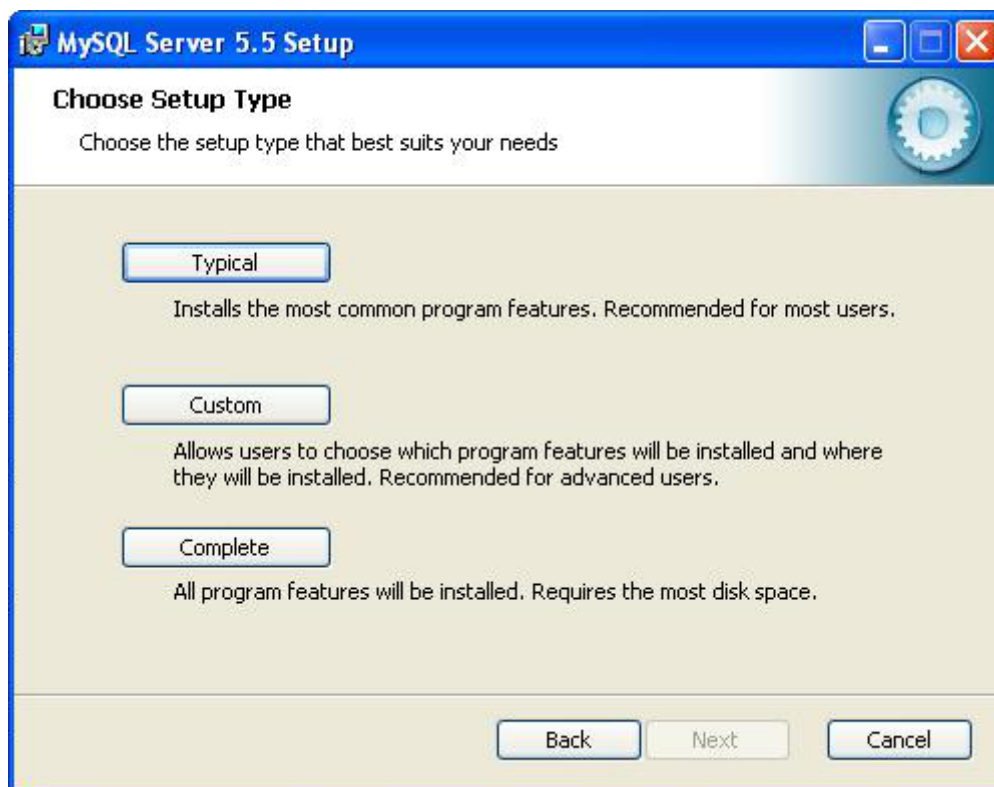 MySQL Server 5.5 Setup
Choose Setup Type
Choose the setup type that best suits your needs
Typical
Installs the most common program features. Recommended for most users.
Custom
Allows users to choose which program features will be installed and where
they will be installed. Recommended for advanced users.
Complete
All program features will be installed. Requires the most disk space.
Back Next Cancel